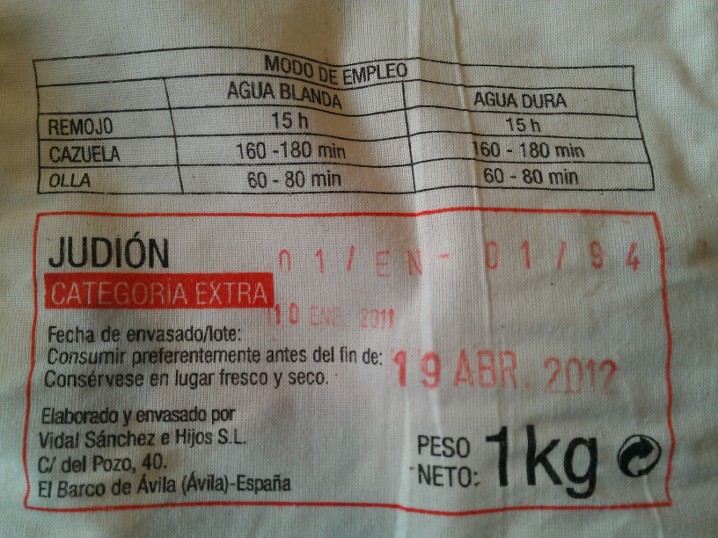 MODO DE EMPLEO
AGUA BLANDA AGUA DURA
REMOJO 15 h 15 h
CAZUELA 160 -180 min 160 - 180 min
OLLA 60 - 80 min 60 - 80 min
JUDIÓN
01/EN-01/94
CATEGORÍA EXTRA
10 ENE 2011
Fecha de envasado/lote:
Consumir preferentemente antes del fin de: 19 ABR. 2012
Consérvese en lugar fresco y seco.
Elaborado y envasado por
Vidal Sánchez e Hijos S.L.
C/ del Pozo, 40.
El Barco de Ávila (Ávila)-España
PESO
NETO: 1kg